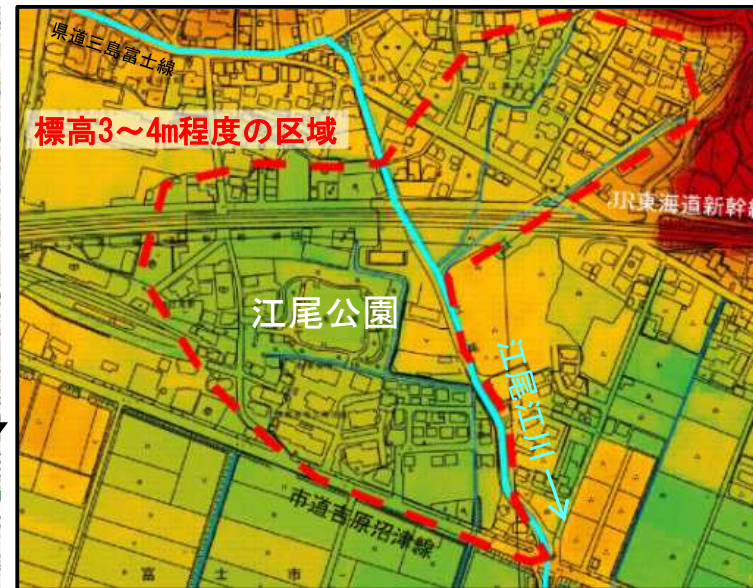 県道三島富士線
標高3～4m程度の区域
JR東海道新幹線
江尾公園
江尾江川
市道吉原沼津線
富士市